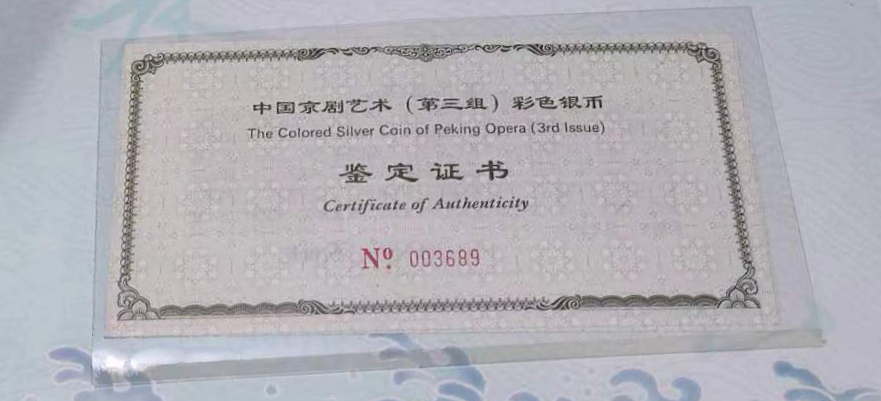 中国京剧艺术（第三组）彩色银币
The Colored Silver Coin of Peking Opera (3rd Issue)
鉴定证书
Certificate of Authenticity
Nº. 003689